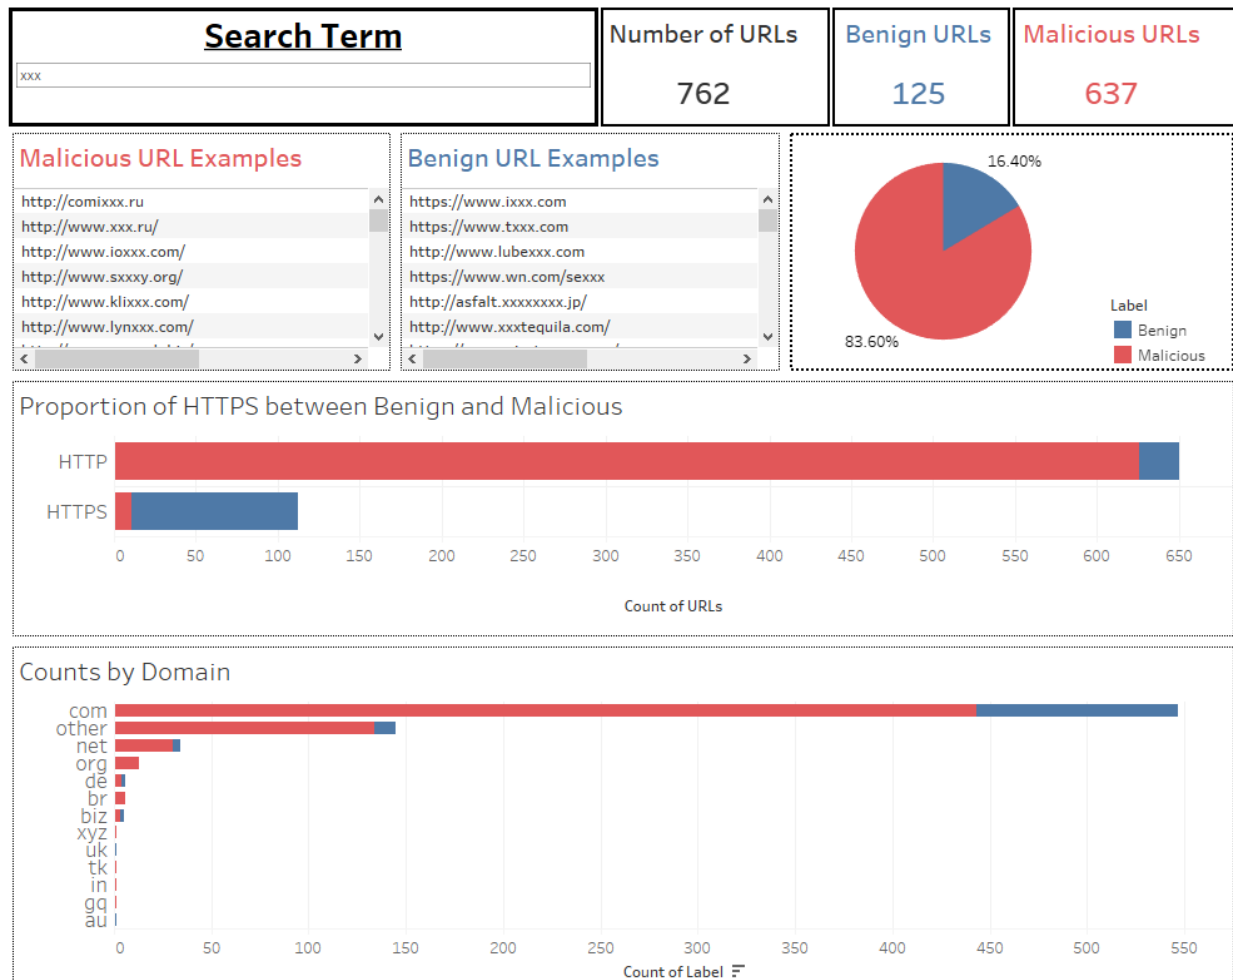 Search Term
xxx
Number of URLs
762
Benign URLs
125
Malicious URLs
637
Malicious URL Examples
http://comixxx.ru
http://www.xxx.ru/
http://www.ioxxx.com/
http://www.sxxxy.org/
http://www.klixxx.com/
http://www.lynxxx.com/
Benign URL Examples
https://www.ixxx.com
https://www.txxx.com
http://www.lubexxx.com
https://www.wn.com/sexxx
http://asfalt.xxxxxxxx.jp/
http://www.xxxtequila.com/
16.40%
83.60%
Label
Benign
Malicious
Proportion of HTTPS between Benign and Malicious
HTTP
HTTPS
0 50 100 150 200 250 300 350 400 450 500 550 600 650
Count of URLs
Counts by Domain
com
other
net
org
de
br
biz
xyz
uk
tk
in
gq
au
0 50 100 150 200 250 300 350 400 450 500 550
Count of Label